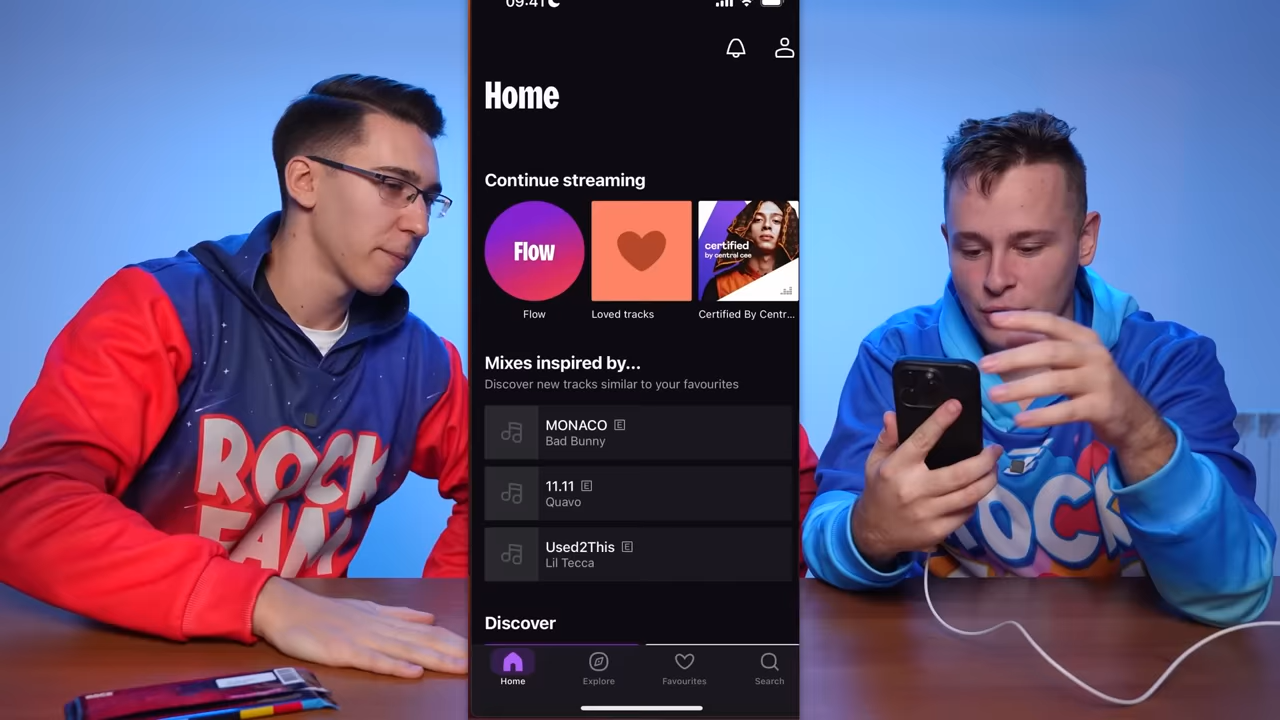 09:41
Home
Continue streaming
Flow
certified
by central cee
Flow
Loved tracks
Certified By Centr...
Mixes inspired by...
Discover new tracks similar to your favourites
MONACO E
Bad Bunny
11.11 E
Quavo
Used2This E
Lil Tecca
Discover
Home
Explore
Favourites
Search
ROCK
FAM
ROCK